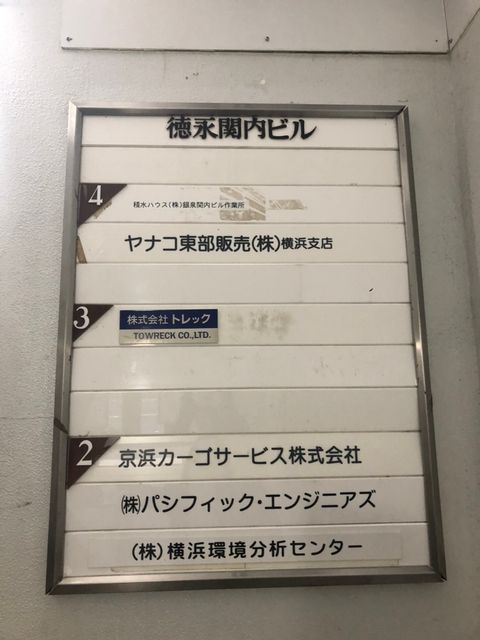 徳永関内ビル
4
積水ハウス(株)銀泉関内ビル作業所
ヤナコ東部販売(株)横浜支店
3
株式会社 トレック
TOWRECK CO.,LTD.
2
京浜カーゴサービス株式会社
(株)パシフィック・エンジニアズ
(株)横浜環境分析センター